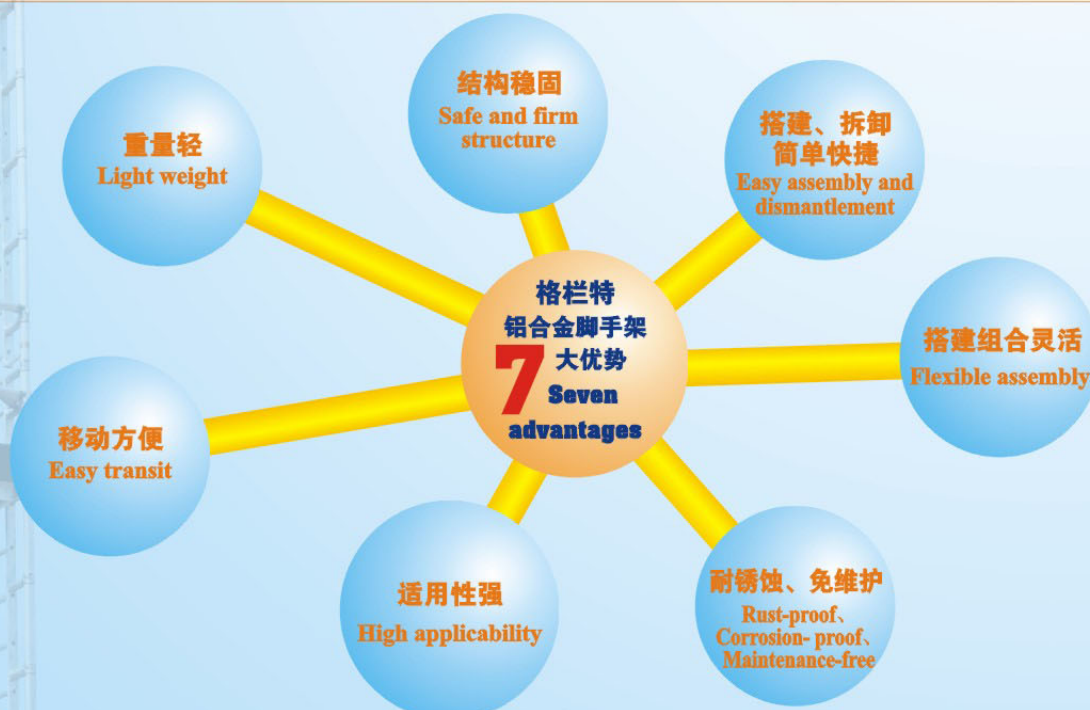 结构稳固
Safe and firm
structure
重量轻
Light weight
搭建、拆卸
简单快捷
Easy assembly and
dismantlement
格栏特
铝合金脚手架
7大优势
Seven
advantages
搭建组合灵活
Flexible assembly
移动方便
Easy transit
适用性强
High applicability
耐锈蚀、免维护
Rust-proof、
Corrosion- proof、
Maintenance-free